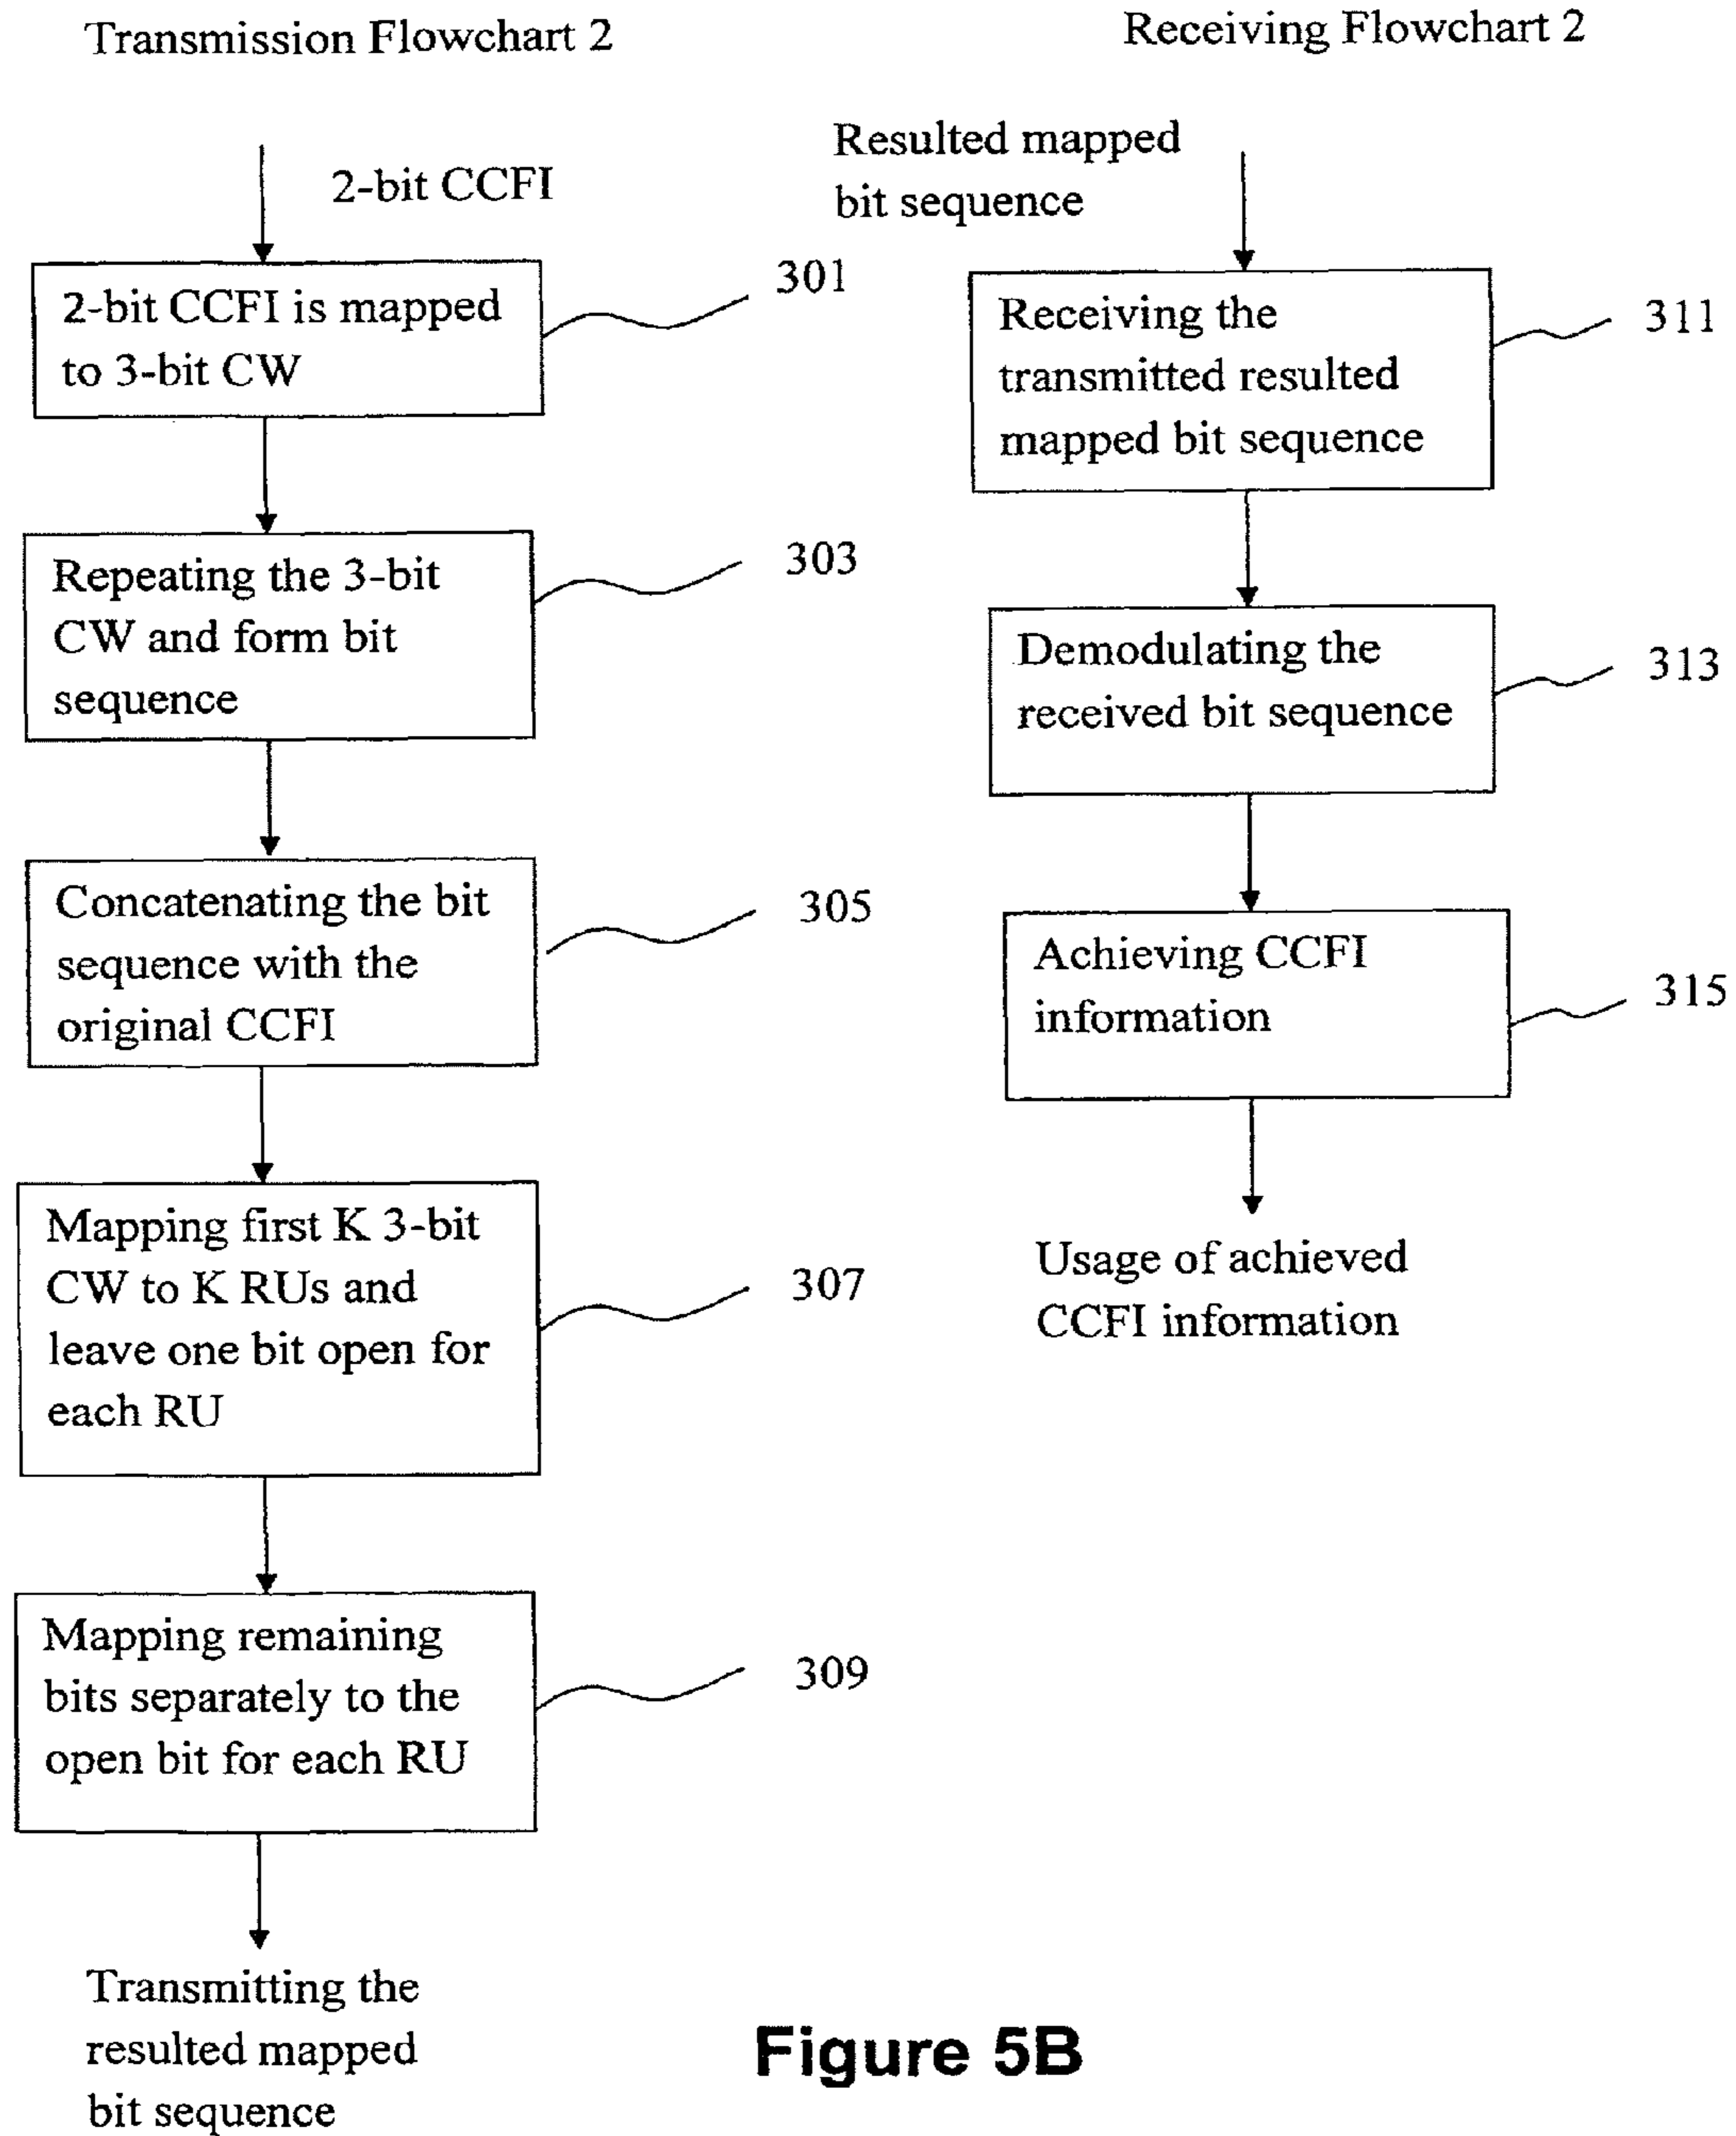 Transmission Flowchart 2
2-bit CCFI
2-bit CCFI is mapped
to 3-bit CW
301
Repeating the 3-bit
CW and form bit
sequence
303
Concatenating the bit
sequence with the
original CCFI
305
Mapping first K 3-bit
CW to K RUs and
leave one bit open for
each RU
307
Mapping remaining
bits separately to the
open bit for each RU
309
Transmitting the
resulted mapped
bit sequence
Receiving Flowchart 2
Resulted mapped
bit sequence
Receiving the
transmitted resulted
mapped bit sequence
311
Demodulating the
received bit sequence
313
Achieving CCFI
information
315
Usage of achieved
CCFI information
Figure 5B